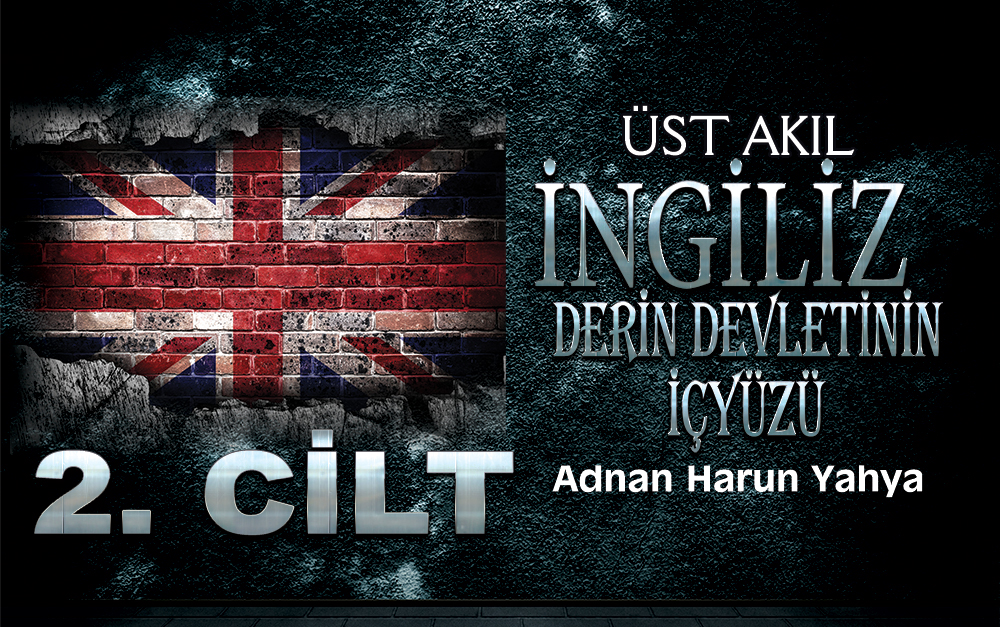 ÜST AKIL
İNGİLİZ
DERİN DEVLETİNİN
İÇYÜZÜ
Adnan Harun Yahya
2. CİLT